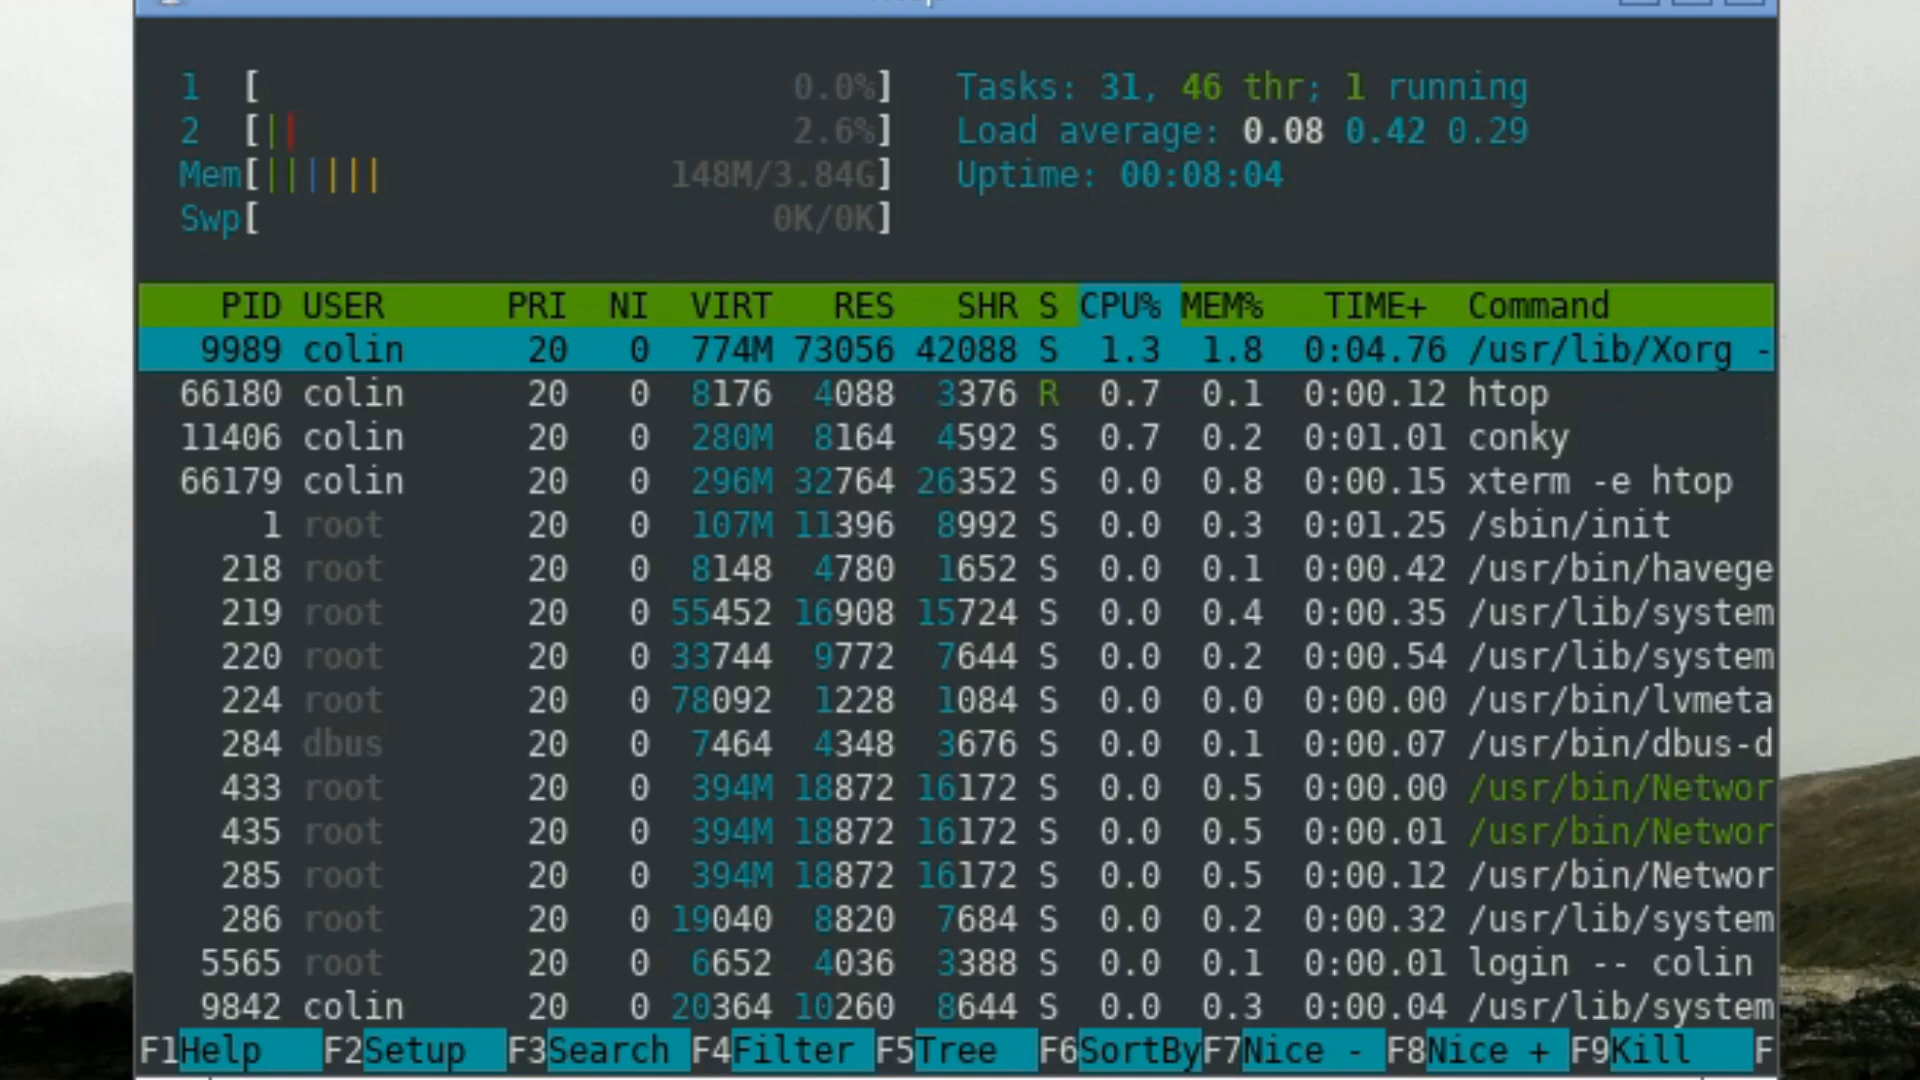 1 [ 0.0%] Tasks: 31, 46 thr; 1 running
2 [|| 2.6%] Load average: 0.08 0.42 0.29
Mem[|||||| 148M/3.84G] Uptime: 00:08:04
Swp[ 0K/0K]
PID USER PRI NI VIRT RES SHR S CPU% MEM% TIME+ Command
9989 colin 20 0 774M 73056 42088 S 1.3 1.8 0:04.76 /usr/lib/Xorg -
66180 colin 20 0 8176 4088 3376 R 0.7 0.1 0:00.12 htop
11406 colin 20 0 280M 8164 4592 S 0.7 0.2 0:01.01 conky
66179 colin 20 0 296M 32764 26352 S 0.0 0.8 0:00.15 xterm -e htop
1 root 20 0 107M 11396 8992 S 0.0 0.3 0:01.25 /sbin/init
218 root 20 0 8148 4780 1652 S 0.0 0.1 0:00.42 /usr/bin/havege
219 root 20 0 55452 16908 15724 S 0.0 0.4 0:00.35 /usr/lib/system
220 root 20 0 33744 9772 7644 S 0.0 0.2 0:00.54 /usr/lib/system
224 root 20 0 78092 1228 1084 S 0.0 0.0 0:00.00 /usr/bin/lvmeta
284 dbus 20 0 7464 4348 3676 S 0.0 0.1 0:00.07 /usr/bin/dbus-d
433 root 20 0 394M 18872 16172 S 0.0 0.5 0:00.00 /usr/bin/Networ
435 root 20 0 394M 18872 16172 S 0.0 0.5 0:00.01 /usr/bin/Networ
285 root 20 0 394M 18872 16172 S 0.0 0.5 0:00.12 /usr/bin/Networ
286 root 20 0 19040 8820 7684 S 0.0 0.2 0:00.32 /usr/lib/system
5565 root 20 0 6652 4036 3388 S 0.0 0.1 0:00.01 login -- colin
9842 colin 20 0 20364 10260 8644 S 0.0 0.3 0:00.04 /usr/lib/system
F1Help F2Setup F3Search F4Filter F5Tree F6SortBy F7Nice - F8Nice + F9Kill F